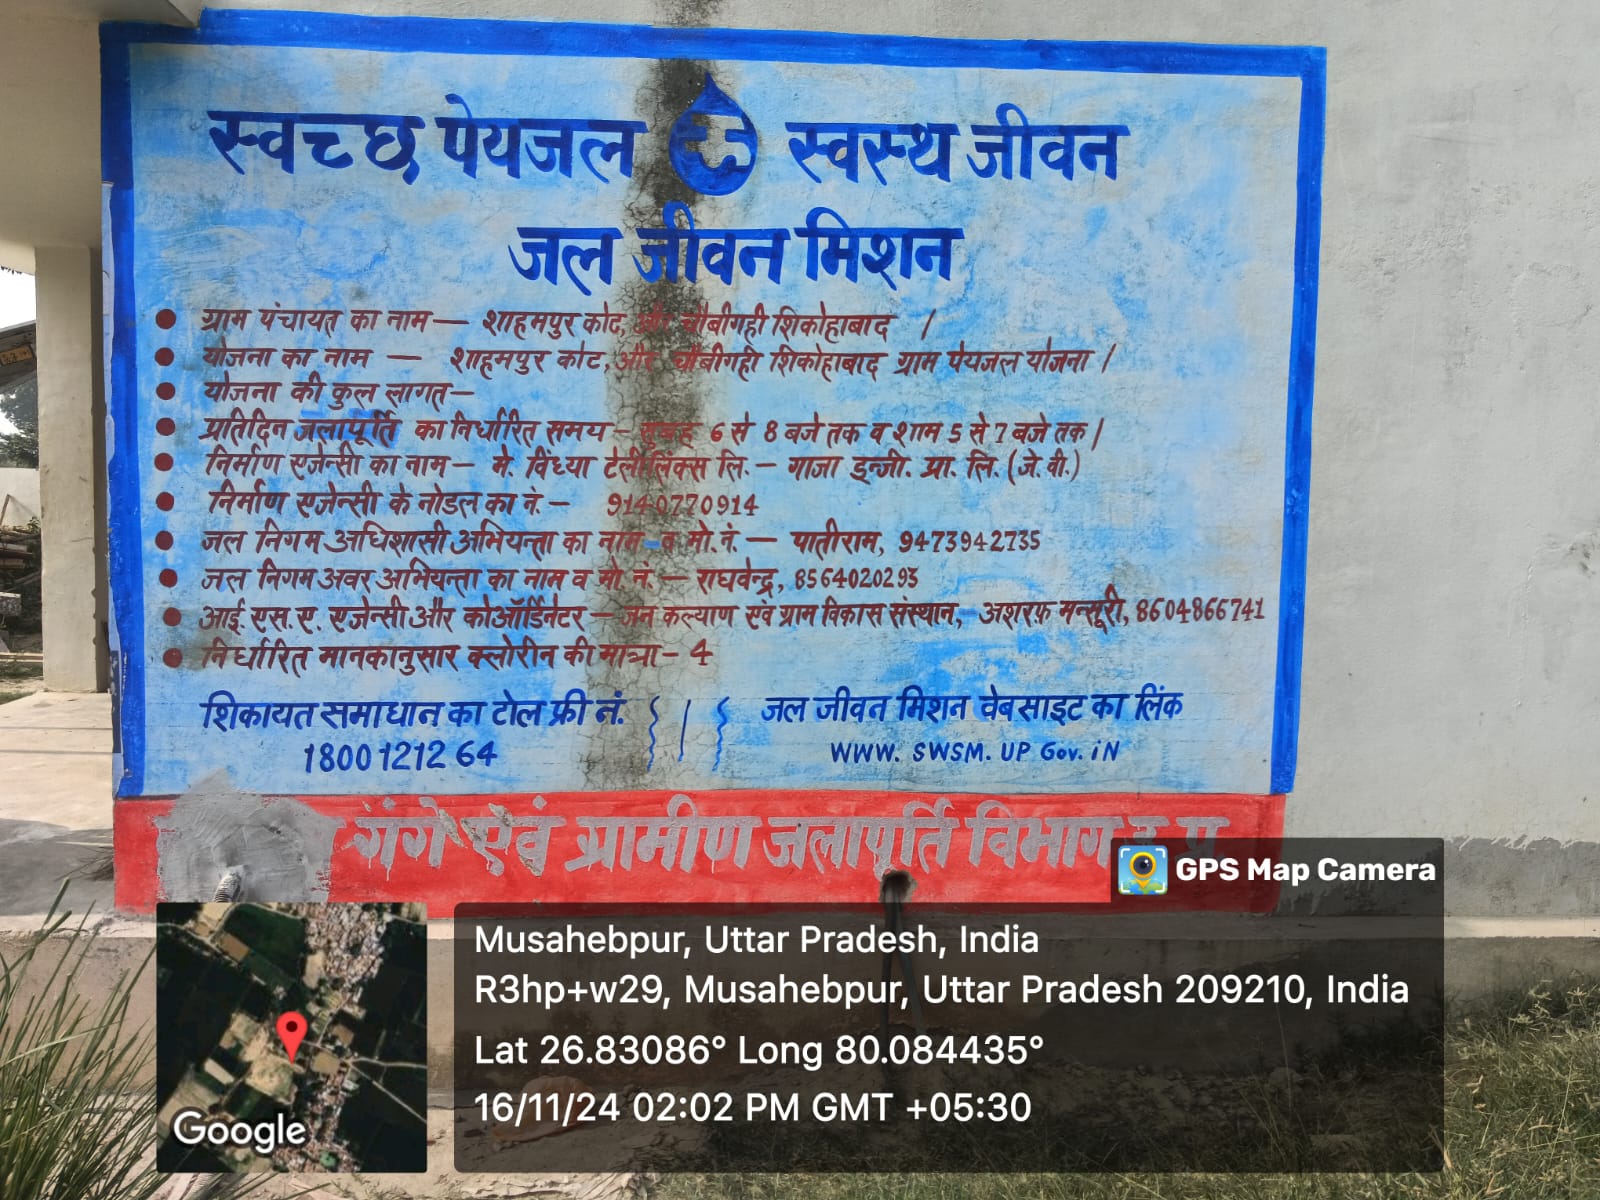 स्वच्छ पेयजल स्वस्थ जीवन
जल जीवन मिशन
ग्राम पंचायत का नाम — शाहमपुर कोट, और चौबीगही शिकोहाबाद ।
योजना का नाम — शाहमपुर कोट, और चौबीगही शिकोहाबाद ग्राम पेयजल योजना ।
योजना की कुल लागत —
प्रतिदिन जलापूर्ति का निर्धारित समय - सुबह 6 से 8 बजे तक व शाम 5 से 7 बजे तक ।
निर्माण एजेन्सी का नाम - मे. विंध्या टेलीलिंक्स लि. - गाजा इन्जी. प्रा. लि. (जे. वी.)
निर्माण एजेन्सी के नोडल का नं. - 9140770914
जल निगम अधिशासी अभियन्ता का नाम व मो. नं. — पातीराम, 9473942735
जल निगम अवर अभियन्ता का नाम व मो. नं. — राघवेन्द्र, 8564020293
आई. एस. ए. एजेन्सी और कोऑर्डिनेटर — जन कल्याण एवं ग्राम विकास संस्थान, अशरफ़ मन्सूरी, 8604866741
निर्धारित मानकानुसार क्लोरीन की मात्रा - 4
शिकायत समाधान का टोल फ्री नं.
1800 1212 64
जल जीवन मिशन वेबसाइट का लिंक
WWW. SWSM. UP Gov. iN
गंगे एवं ग्रामीण जलापूर्ति विभाग
GPS Map Camera
Musahebpur, Uttar Pradesh, India
R3hp+w29, Musahebpur, Uttar Pradesh 209210, India
Lat 26.83086° Long 80.084435°
16/11/24 02:02 PM GMT +05:30
Google